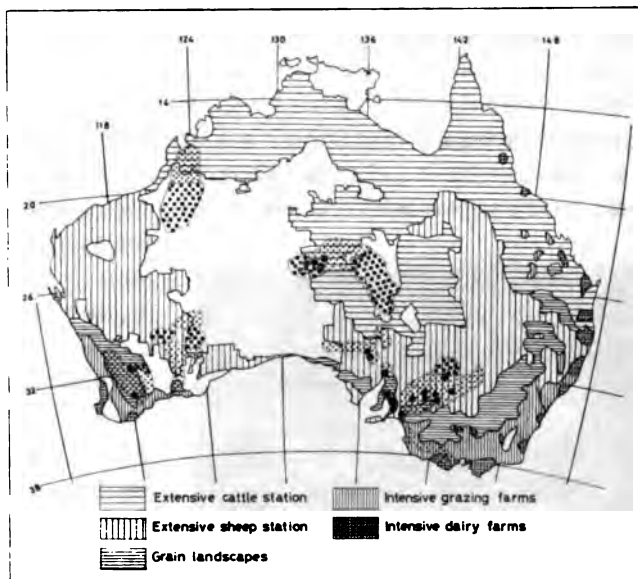 124 130 136 142 148
14
118
20
26
32
38
Extensive cattle station Intensive grazing farms
Extensive sheep station Intensive dairy farms
Grain landscapes